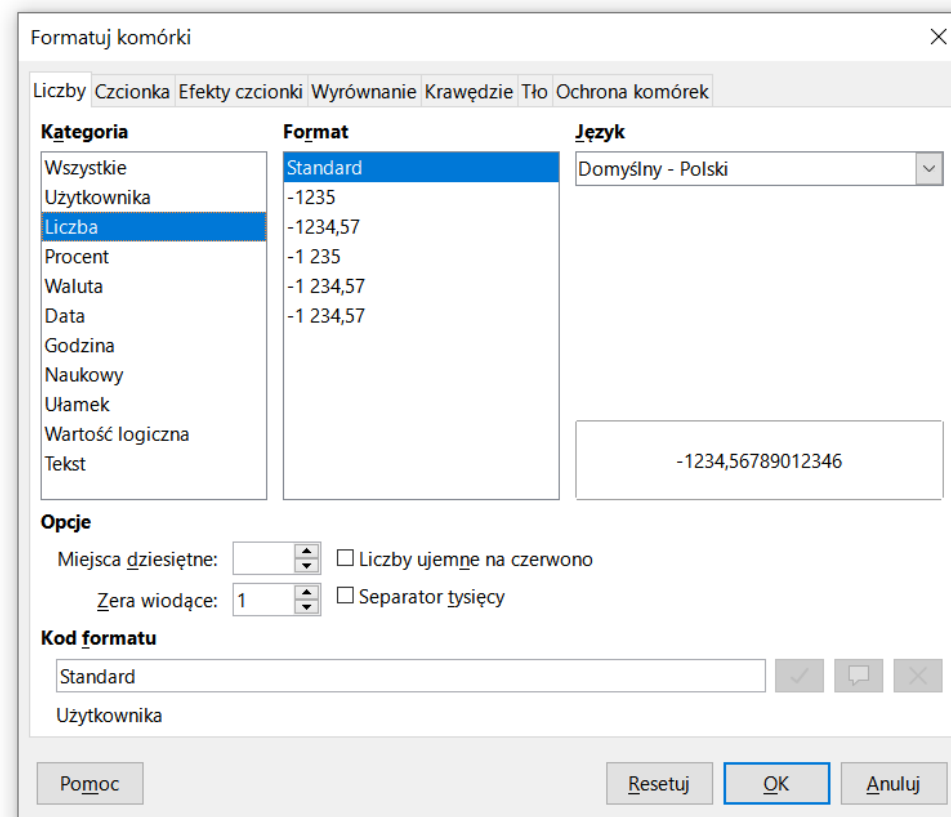 Formatuj komórki
Liczby Czcionka Efekty czcionki Wyrównanie Krawędzie Tło Ochrona komórek
Kategoria
Wszystkie
Użytkownika
Liczba
Procent
Waluta
Data
Godzina
Naukowy
Ułamek
Wartość logiczna
Tekst
Format
Standard
-1235
-1234,57
-1 235
-1 234,57
-1 234,57
Język
Domyślny - Polski
-1234,56789012346
Opcje
Miejsca dziesiętne:
Liczby ujemne na czerwono
Zera wiodące: 1
Separator tysięcy
Kod formatu
Standard
Użytkownika
Pomoc Resetuj OK Anuluj